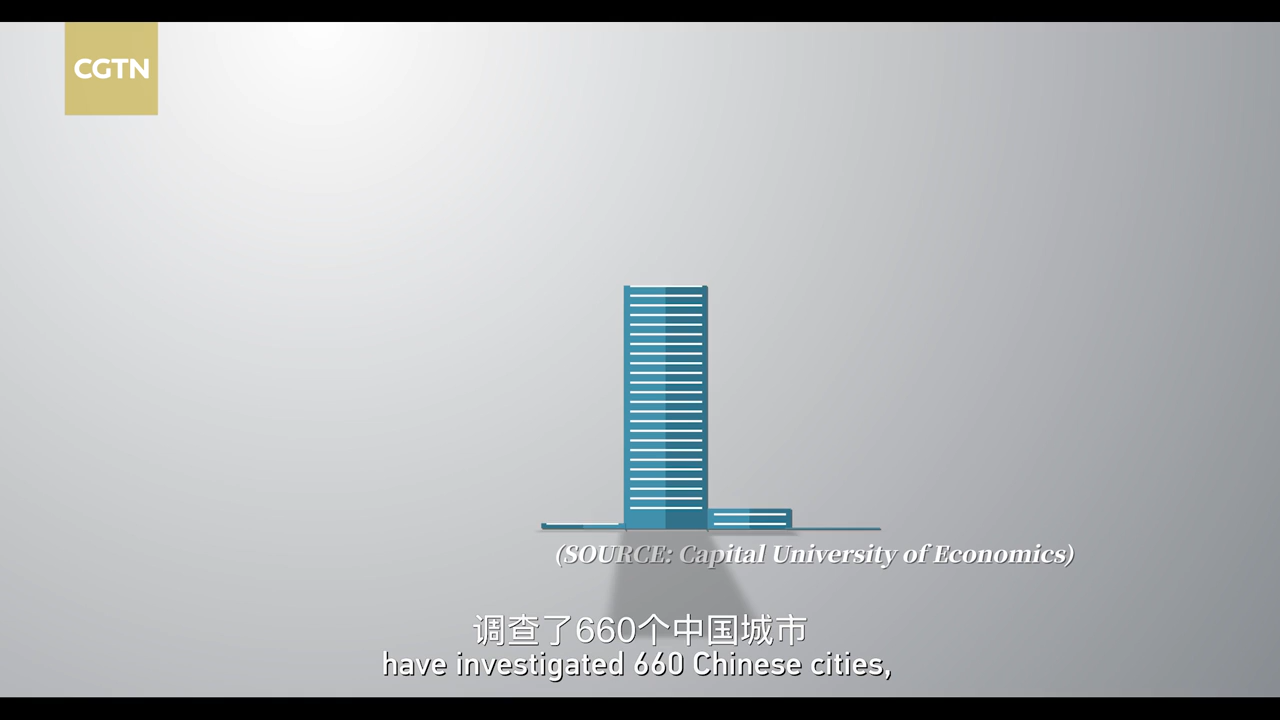 CGTN
(SOURCE: Capital University of Economics)
调查了660个中国城市
have investigated 660 Chinese cities,